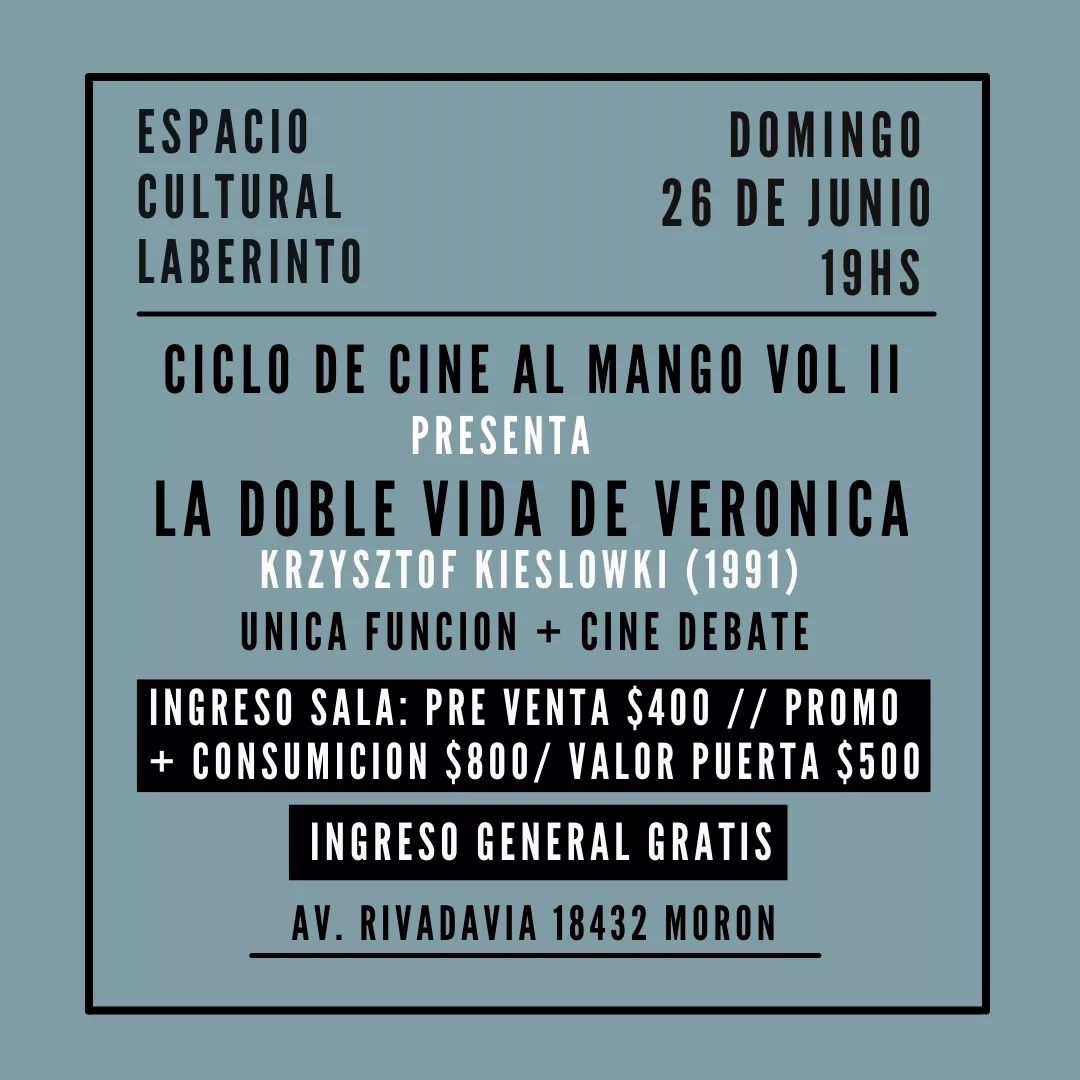 ESPACIO
CULTURAL
LABERINTO
DOMINGO
26 DE JUNIO
19HS
CICLO DE CINE AL MANGO VOL II
PRESENTA
LA DOBLE VIDA DE VERONICA
KRZYSZTOF KIESLOWKI (1991)
UNICA FUNCION + CINE DEBATE
INGRESO SALA: PRE VENTA $400 // PROMO
+ CONSUMICION $800/ VALOR PUERTA $500
INGRESO GENERAL GRATIS
AV. RIVADAVIA 18432 MORON